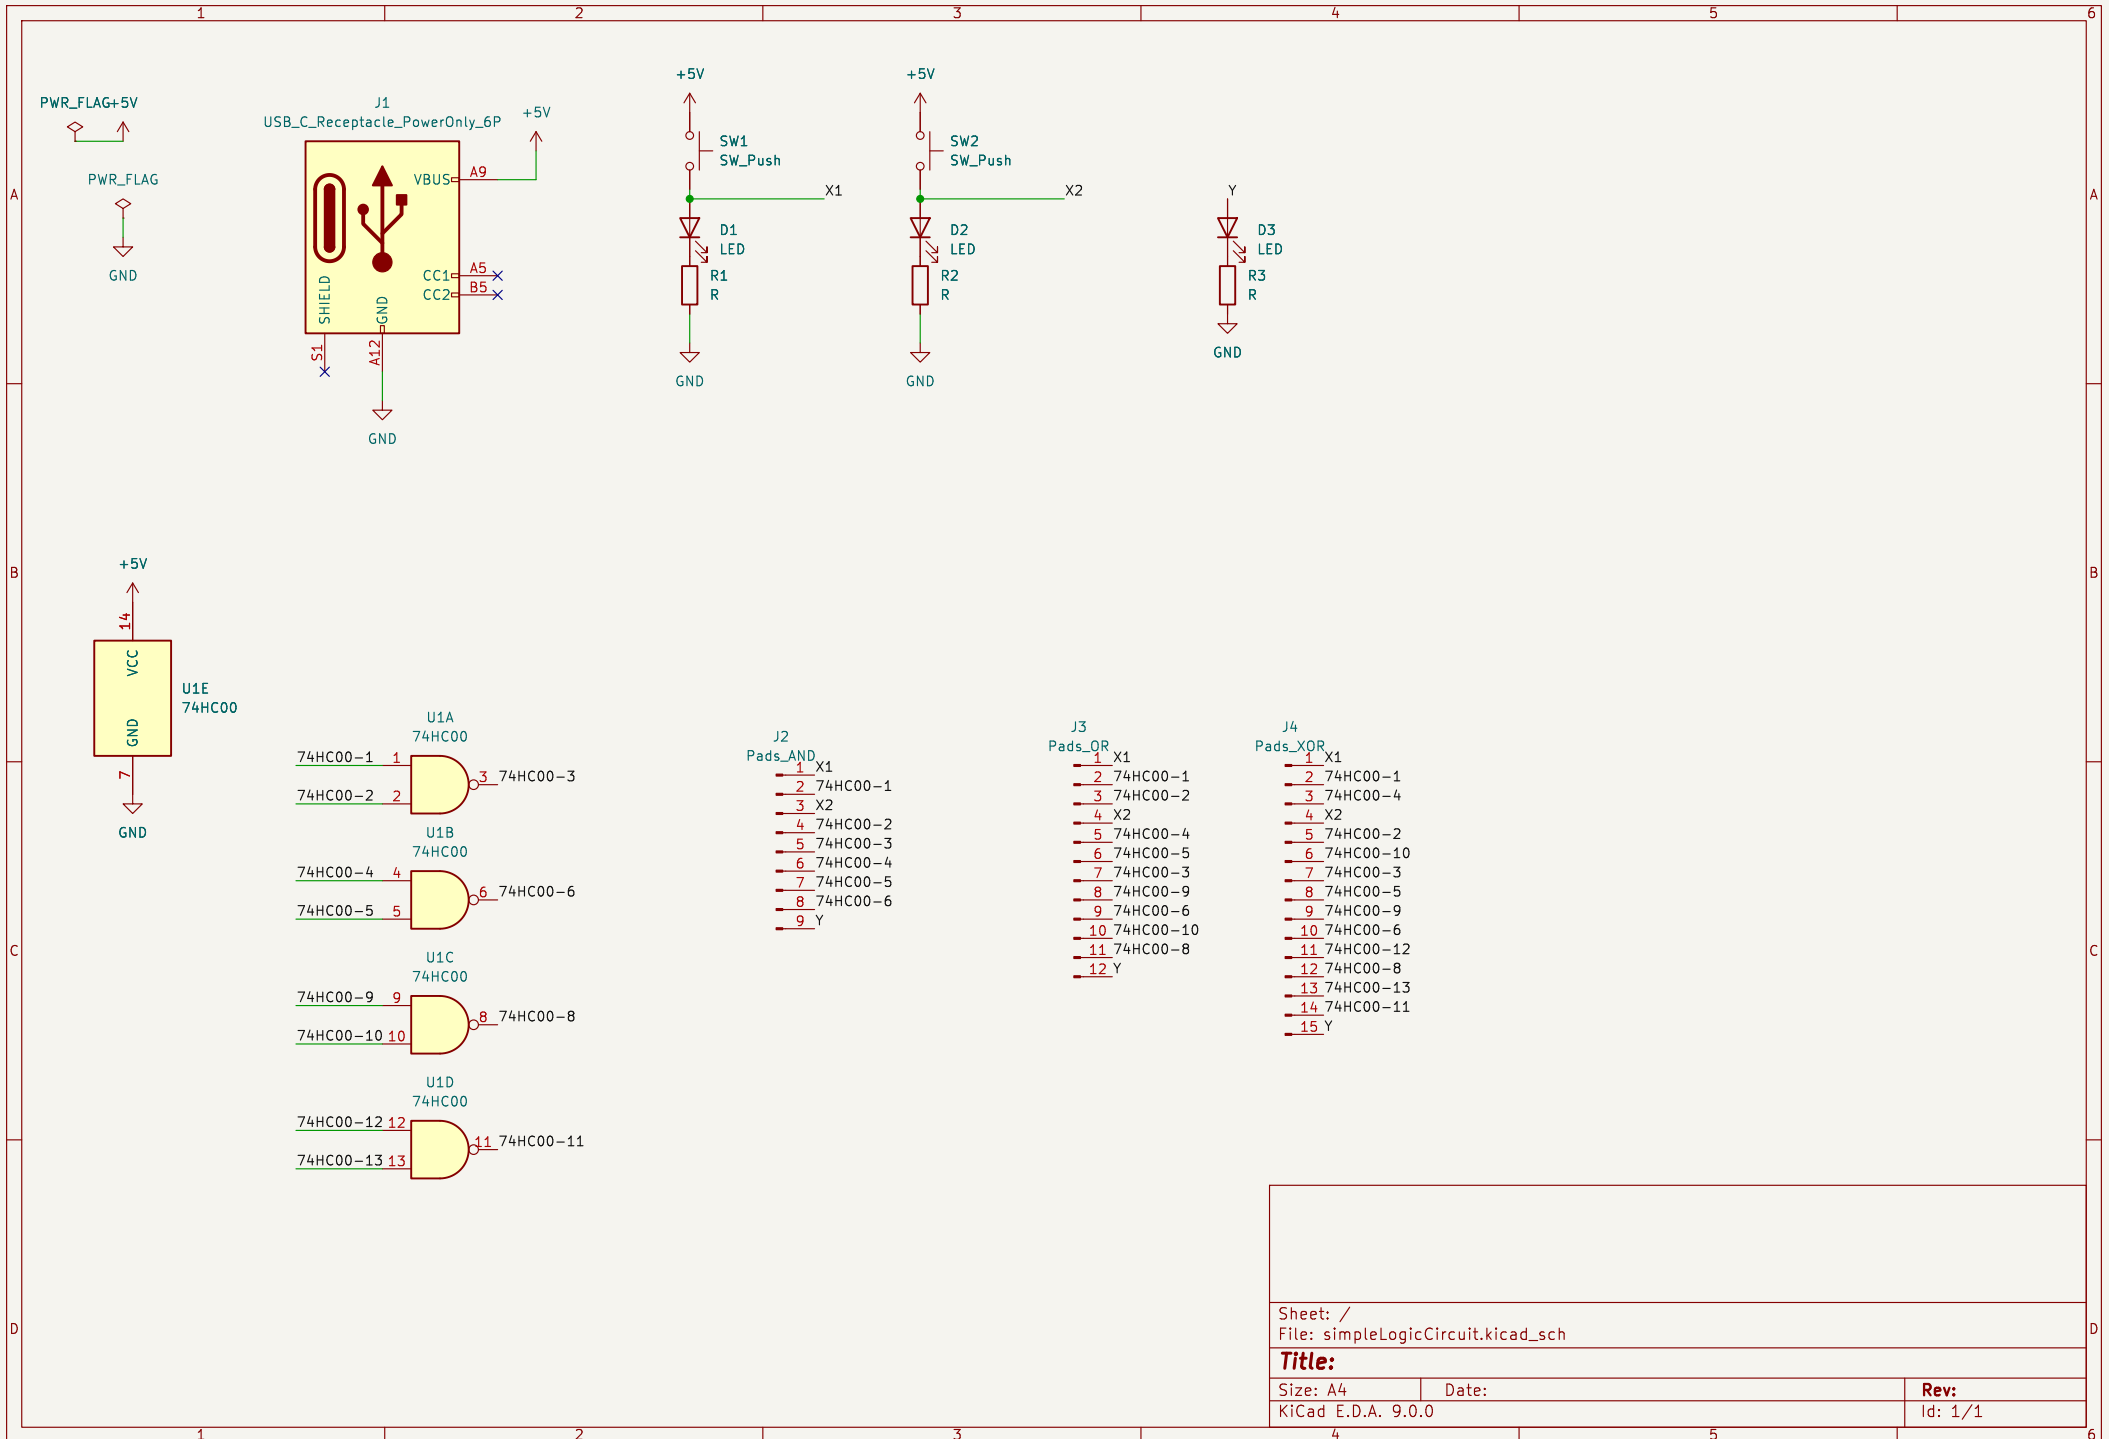 1 2 3 4 5 6
A
B
C
D
A
B
C
D
1 2 3 4 5 6
PWR_FLAG
+5V
PWR_FLAG
GND
J1
USB_C_Receptacle_PowerOnly_6P
+5V
VBUS A9
CC1 A5
CC2 B5
SHIELD
GND
S1
A12
GND
+5V
SW1
SW_Push
X1
D1
LED
R1
R
GND
+5V
SW2
SW_Push
X2
D2
LED
R2
R
GND
Y
D3
LED
R3
R
GND
+5V
14
VCC
GND
7
GND
U1E
74HC00
U1A
74HC00
74HC00-1 1
74HC00-2 2
3 74HC00-3
U1B
74HC00
74HC00-4 4
74HC00-5 5
6 74HC00-6
U1C
74HC00
74HC00-9 9
74HC00-10 10
8 74HC00-8
U1D
74HC00
74HC00-12 12
74HC00-13 13
11 74HC00-11
J2
Pads_AND
1 X1
2 74HC00-1
3 X2
4 74HC00-2
5 74HC00-3
6 74HC00-4
7 74HC00-5
8 74HC00-6
9 Y
J3
Pads_OR
1 X1
2 74HC00-1
3 74HC00-2
4 X2
5 74HC00-4
6 74HC00-5
7 74HC00-3
8 74HC00-9
9 74HC00-6
10 74HC00-10
11 74HC00-8
12 Y
J4
Pads_XOR
1 X1
2 74HC00-1
3 74HC00-4
4 X2
5 74HC00-2
6 74HC00-10
7 74HC00-3
8 74HC00-5
9 74HC00-9
10 74HC00-6
11 74HC00-12
12 74HC00-8
13 74HC00-13
14 74HC00-11
15 Y
Sheet: /
File: simpleLogicCircuit.kicad_sch
Title:
Size: A4 Date: Rev:
KiCad E.D.A. 9.0.0 Id: 1/1